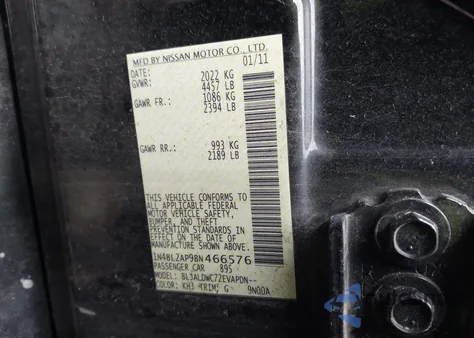 MFD BY NISSAN MOTOR CO., LTD.
DATE: 01/11
GVWR: 2022 KG
4457 LB
GAWR FR.: 1086 KG
2394 LB
GAWR RR.: 993 KG
2189 LB
THIS VEHICLE CONFORMS TO
ALL APPLICABLE FEDERAL
MOTOR VEHICLE SAFETY,
BUMPER, AND THEFT
PREVENTION STANDARDS IN
EFFECT ON THE DATE OF
MANUFACTURE SHOWN ABOVE.
1N4BL2AP9BN466576
PASSENGER CAR 895
MODEL: BLJALDWC72EVAPDN--
COLOR: KH3 TRIM; G 9N00A